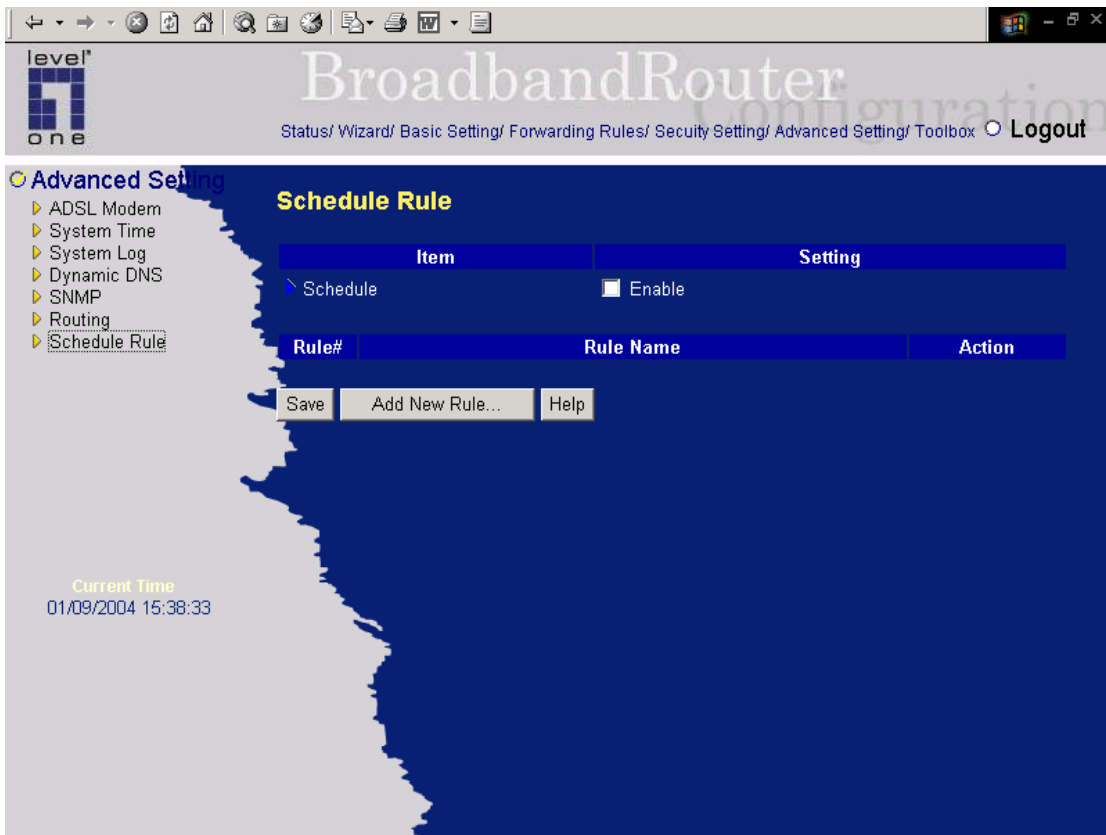 level*
one
BroadbandRouter
Configuration
Status/ Wizard/ Basic Setting/ Forwarding Rules/ Secuity Setting/ Advanced Setting/ Toolbox Logout
Advanced Setting
ADSL Modem
System Time
System Log
Dynamic DNS
SNMP
Routing
Schedule Rule
Current Time
01/09/2004 15:38:33
Schedule Rule
Item Setting
Schedule Enable
Rule# Rule Name Action
Save Add New Rule... Help